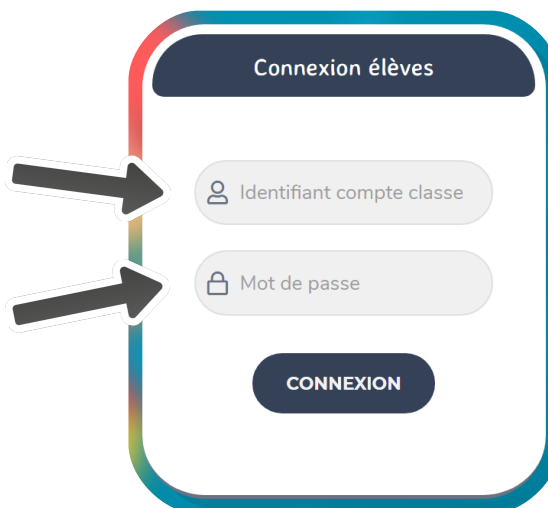 Connexion élèves
Identifiant compte classe
Mot de passe
CONNEXION